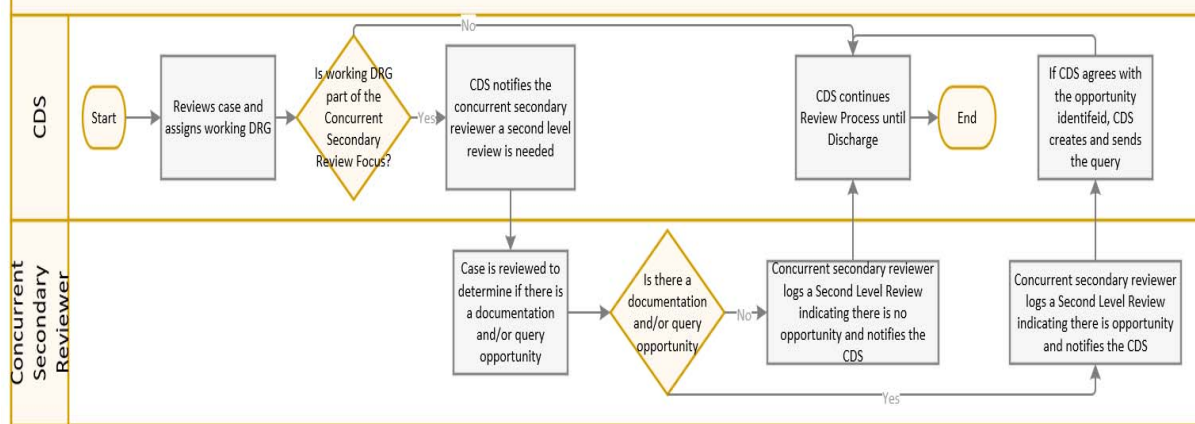 CDS
Start
Reviews case and
assigns working DRG
Is working DRG
part of the
Concurrent
Secondary
Review Focus?
No
Yes
CDS notifies the
concurrent secondary
reviewer a second level
review is needed
CDS continues
Review Process until
Discharge
End
If CDS agrees with
the opportunity
identifeid, CDS
creates and sends
the query
Concurrent
Secondary
Reviewer
Case is reviewed to
determine if there is
a documentation
and/or query
opportunity
Is there a
documentation
and/or query
opportunity
No
Yes
Concurrent secondary reviewer
logs a Second Level Review
indicating there is no
opportunity and notifies the
CDS
Concurrent secondary reviewer
logs a Second Level Review
indicating there is opportunity
and notifies the CDS